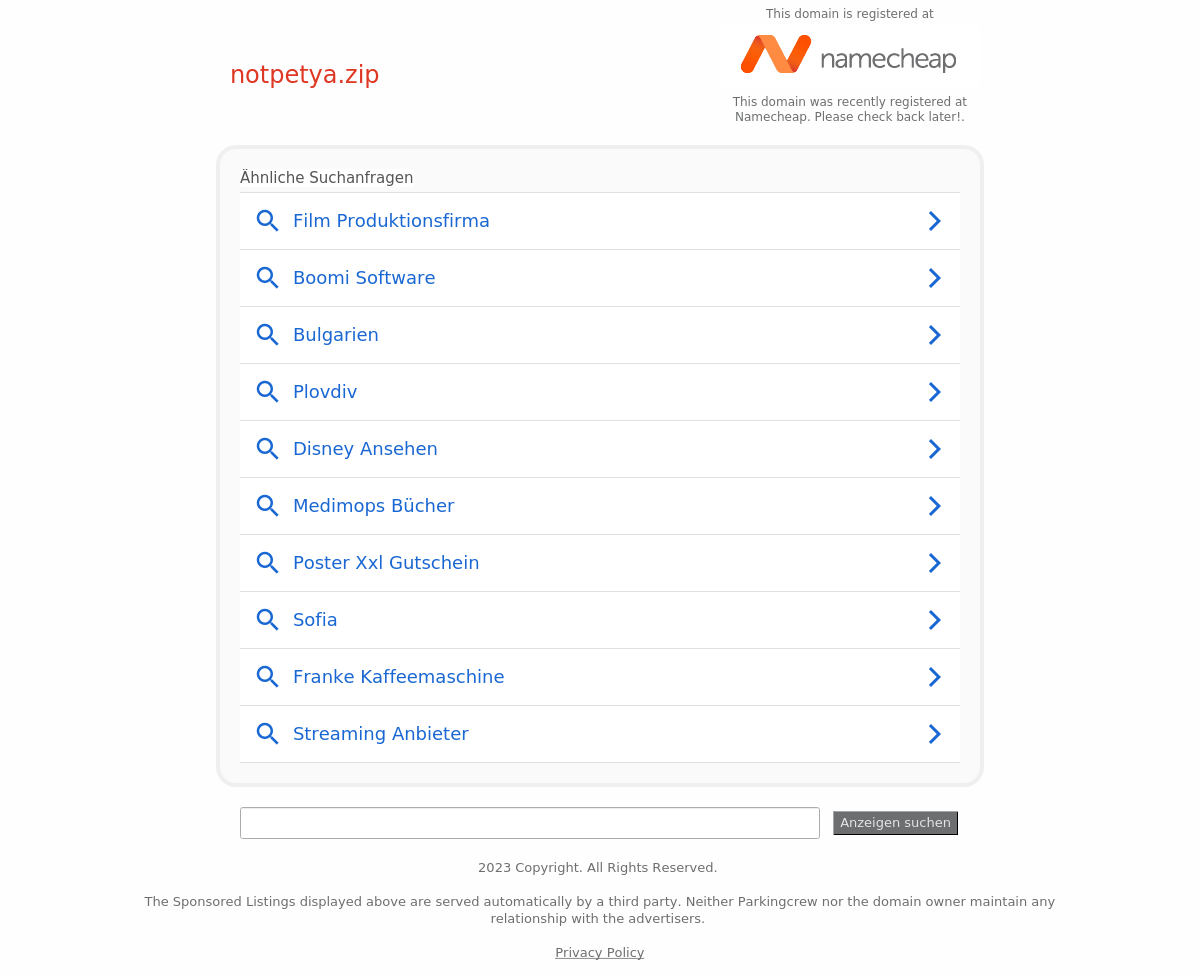 This domain is registered at
namecheap
notpetya.zip
This domain was recently registered at
Namecheap. Please check back later!.
Ähnliche Suchanfragen
Film Produktionsfirma
Boomi Software
Bulgarien
Plovdiv
Disney Ansehen
Medimops Bücher
Poster Xxl Gutschein
Sofia
Franke Kaffeemaschine
Streaming Anbieter
Anzeigen suchen
2023 Copyright. All Rights Reserved.
The Sponsored Listings displayed above are served automatically by a third party. Neither Parkingcrew nor the domain owner maintain any
relationship with the advertisers.
Privacy Policy